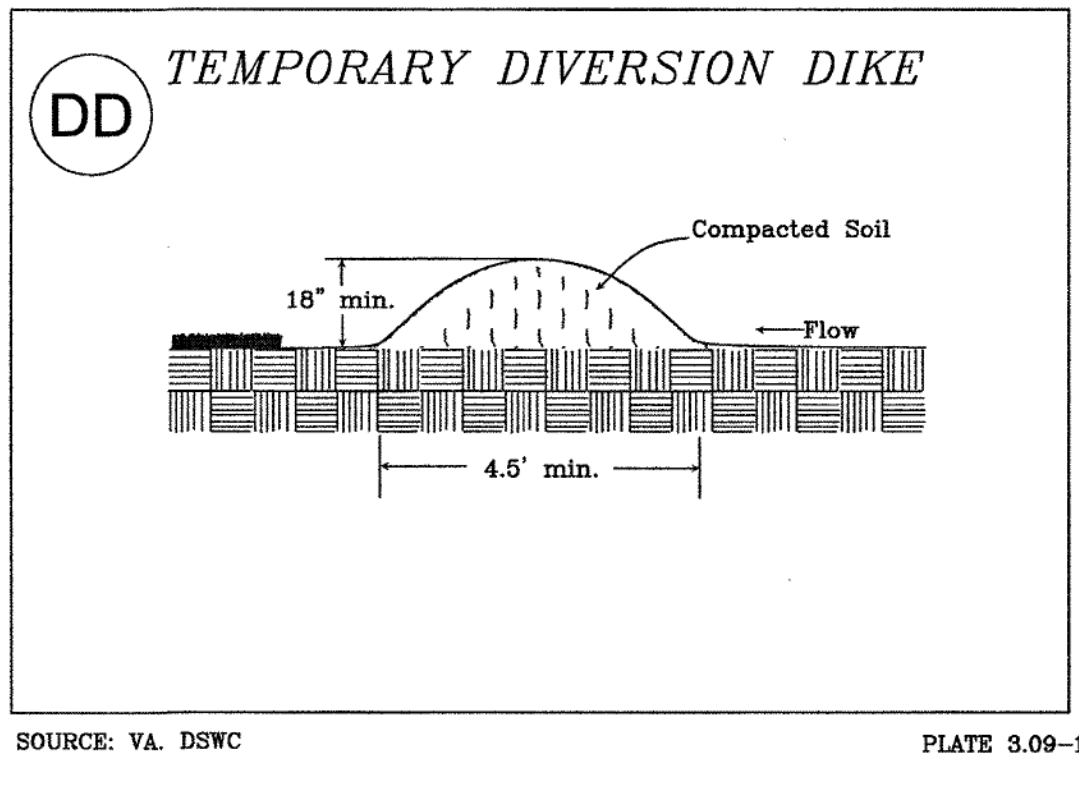 TEMPORARY DIVERSION DIKE
DD
Compacted Soil
18" min.
Flow
4.5' min.
SOURCE: VA. DSWC
PLATE 3.09-1